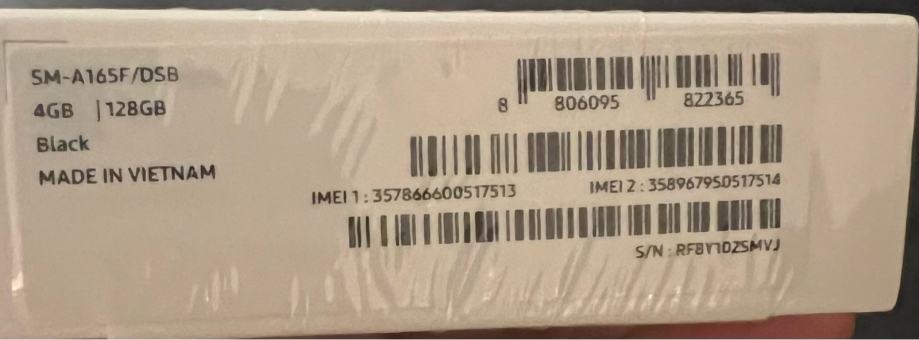 SM-A165F/DSB
4GB | 128GB
Black
MADE IN VIETNAM
8 806095 822365
IMEI 1 : 357866600517513
IMEI 2 : 358967950517514
S/N : RF8Y10ZSMVJ